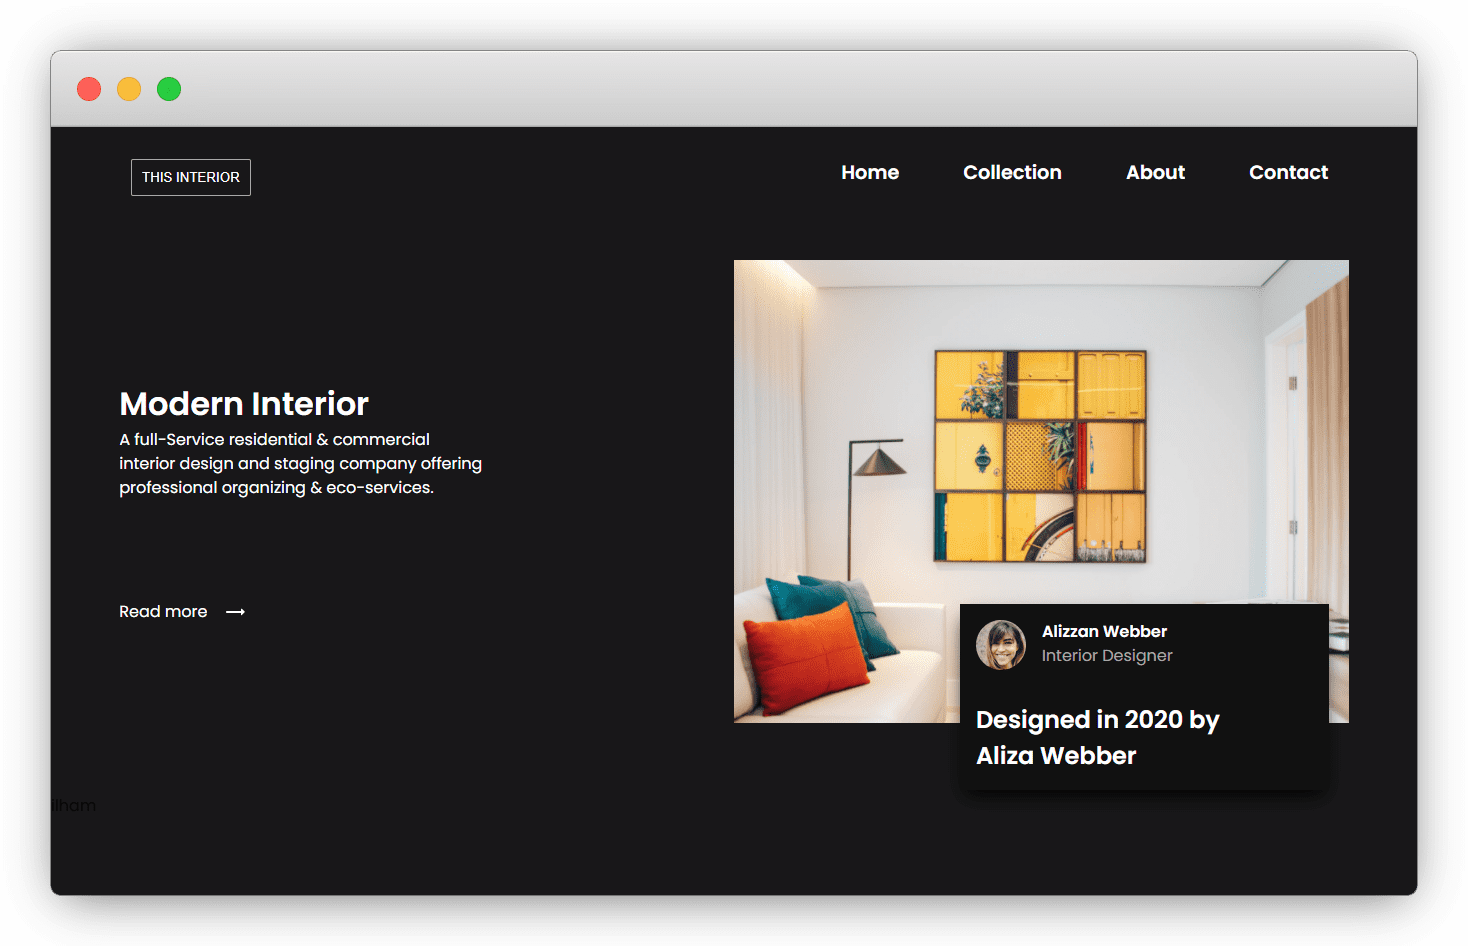 THIS INTERIOR
Home Collection About Contact
Modern Interior
A full-Service residential & commercial
interior design and staging company offering
professional organizing & eco-services.
Read more
Alizzan Webber
Interior Designer
Designed in 2020 by
Aliza Webber
ilham